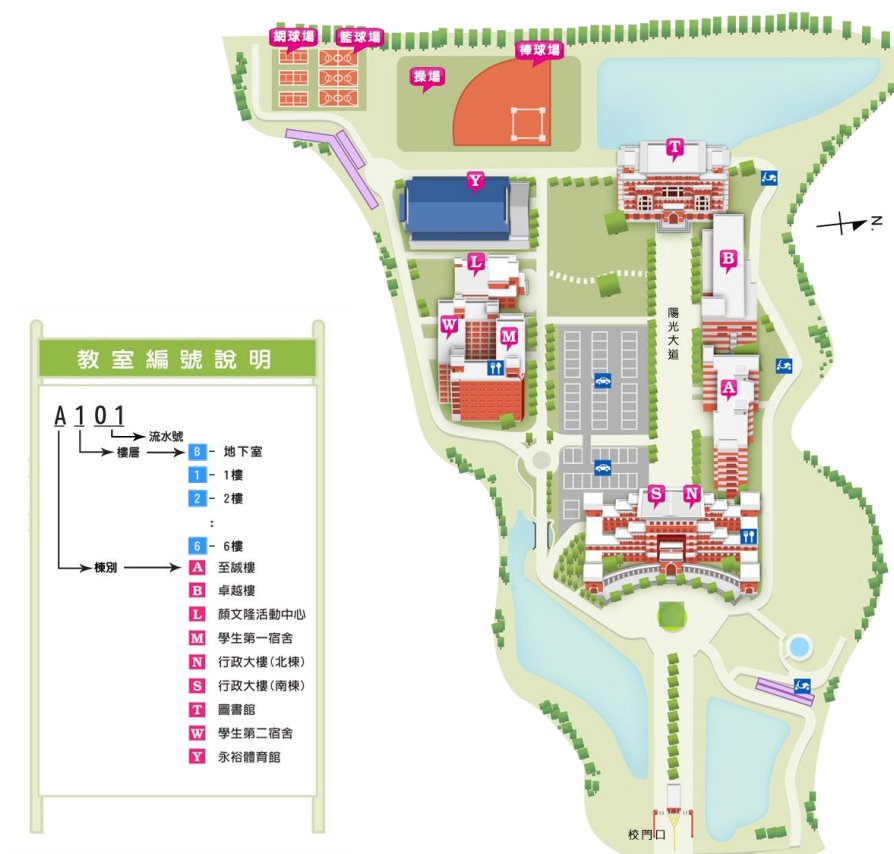 網球場
籃球場
操場
棒球場
T
Y
N
L
B
W
M
陽光大道
A
S
N
校門口
教室編號說明
A101
流水號
樓層
B - 地下室
1 - 1樓
2 - 2樓
:
6 - 6樓
棟別
A 至誠樓
B 卓越樓
L 顏文隆活動中心
M 學生第一宿舍
N 行政大樓(北棟)
S 行政大樓(南棟)
T 圖書館
W 學生第二宿舍
Y 永裕體育館